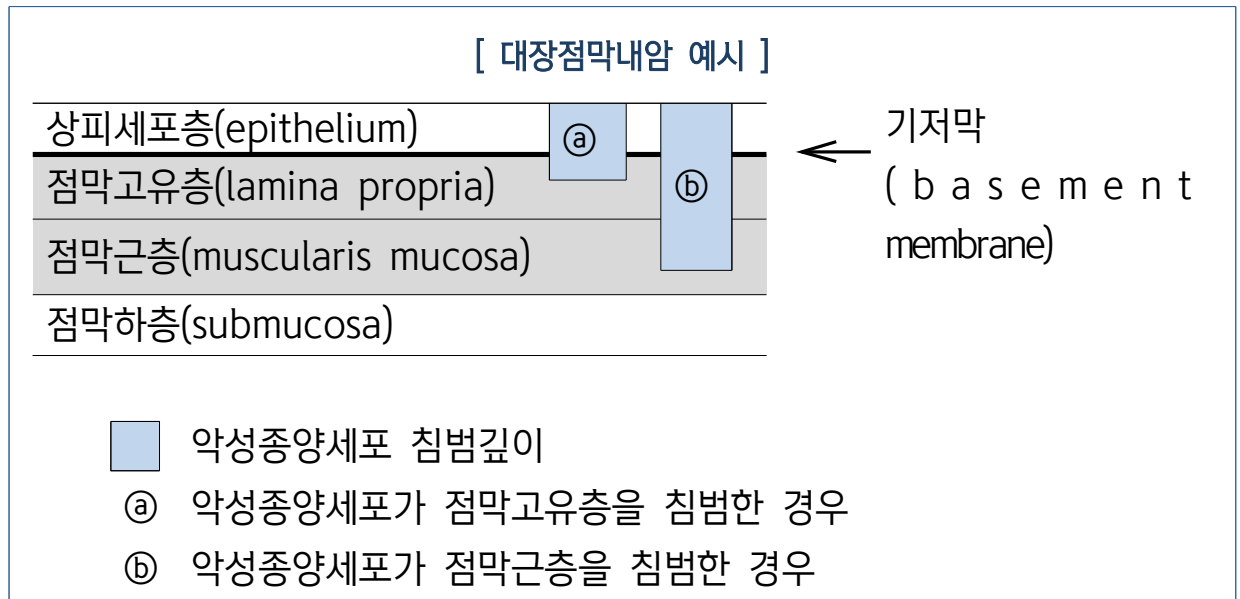 [ 대장점막내암 예시 ]
상피세포층(epithelium)
ⓐ
기저막
점막고유층(lamina propria)
ⓑ
( b a s e m e n t
점막근층(muscularis mucosa)
membrane)
점막하층(submucosa)
악성종양세포 침범깊이
ⓐ 악성종양세포가 점막고유층을 침범한 경우
ⓑ 악성종양세포가 점막근층을 침범한 경우